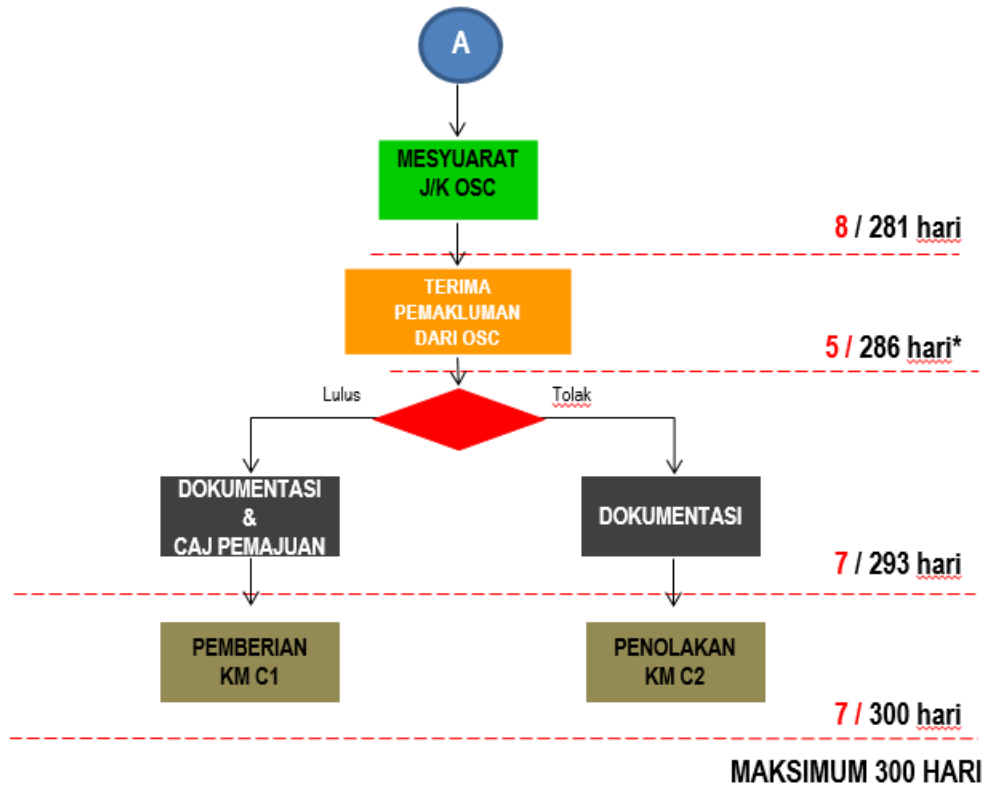 A
MESYUARAT
J/K OSC
8 / 281 hari
TERIMA
PEMAKLUMAN
DARI OSC
5 / 286 hari*
Lulus
Tolak
DOKUMENTASI
&
CAJ PEMAJUAN
DOKUMENTASI
7 / 293 hari
PEMBERIAN
KM C1
PENOLAKAN
KM C2
7 / 300 hari
MAKSIMUM 300 HARI